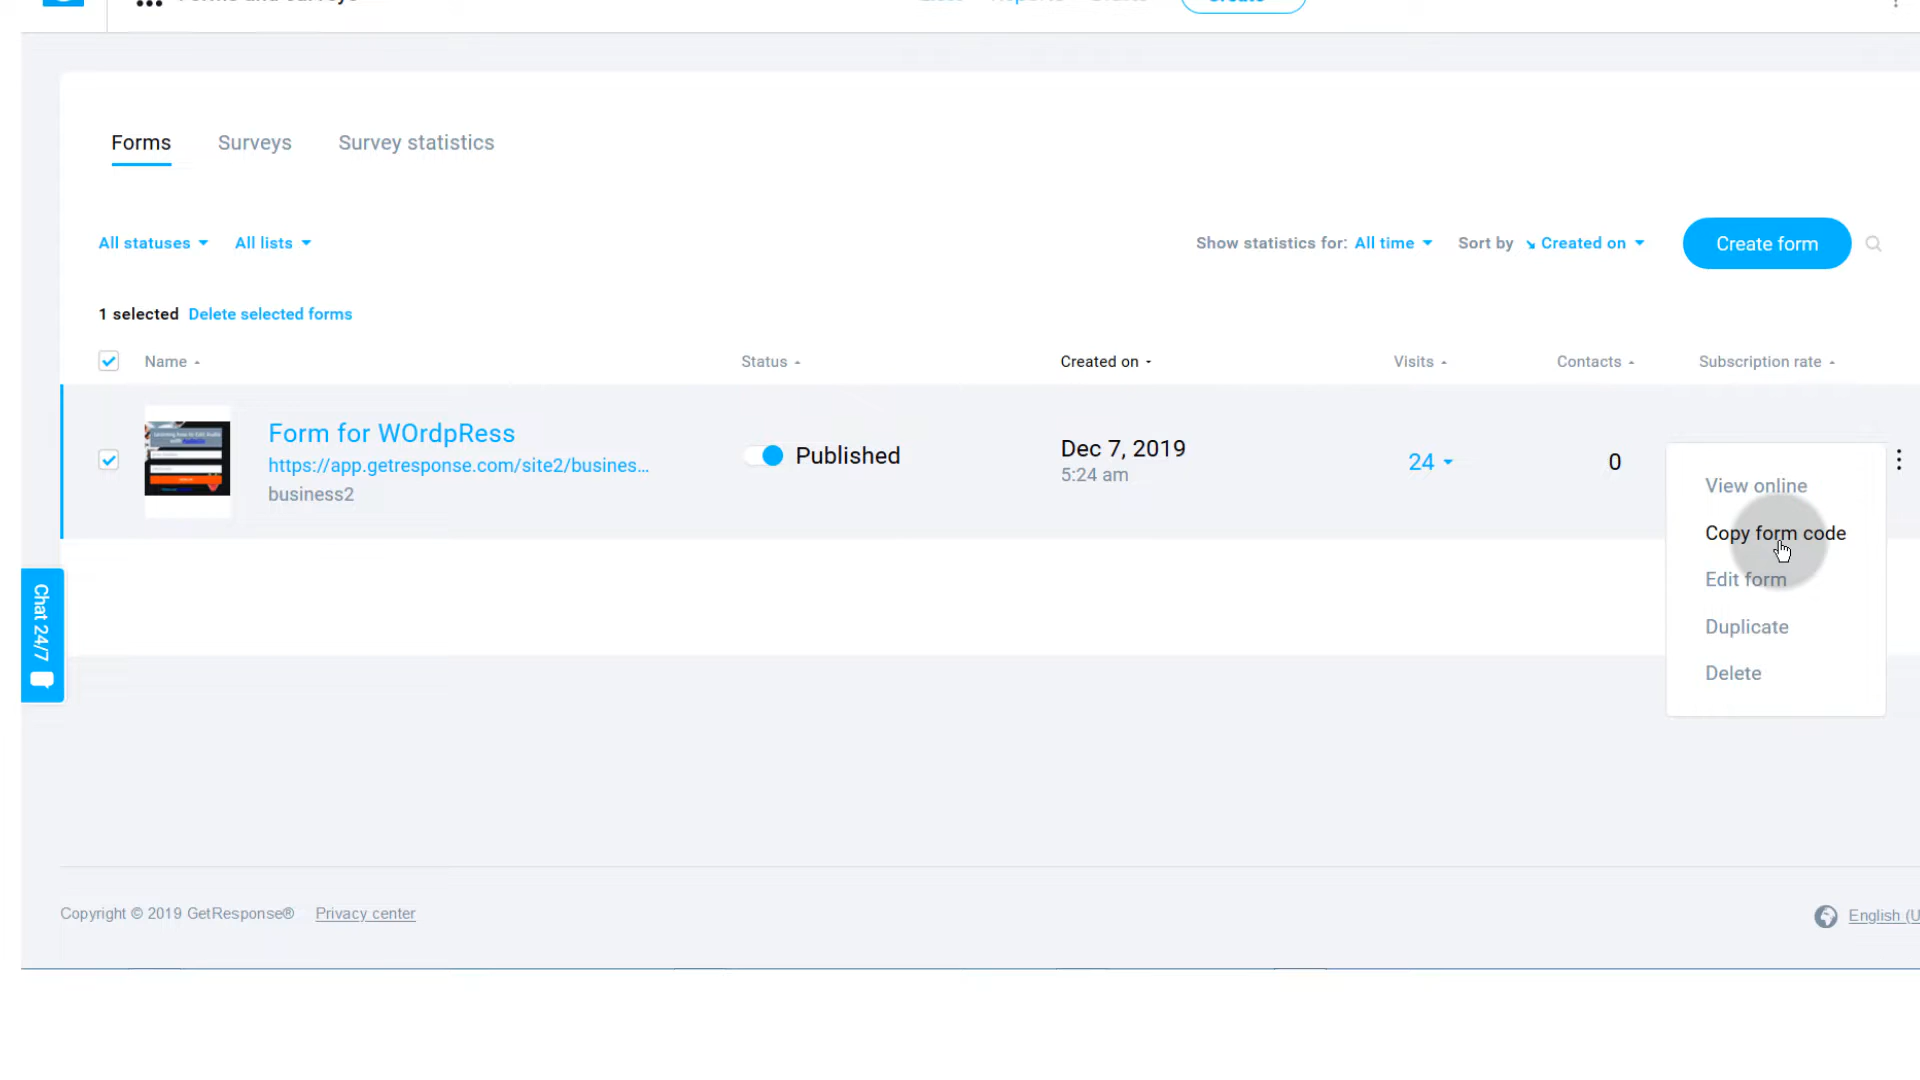 Forms and surveys
Forms Surveys Survey statistics
All statuses All lists Show statistics for: All time Sort by Created on Create form
1 selected Delete selected forms
Name Status Created on Visits Contacts Subscription rate
Form for WOrdpRess
https://app.getresponse.com/site2/busines...
business2
Published
Dec 7, 2019
5:24 am
24
0
View online
Copy form code
Edit form
Duplicate
Delete
Chat 24/7
Copyright © 2019 GetResponse® Privacy center
English (U